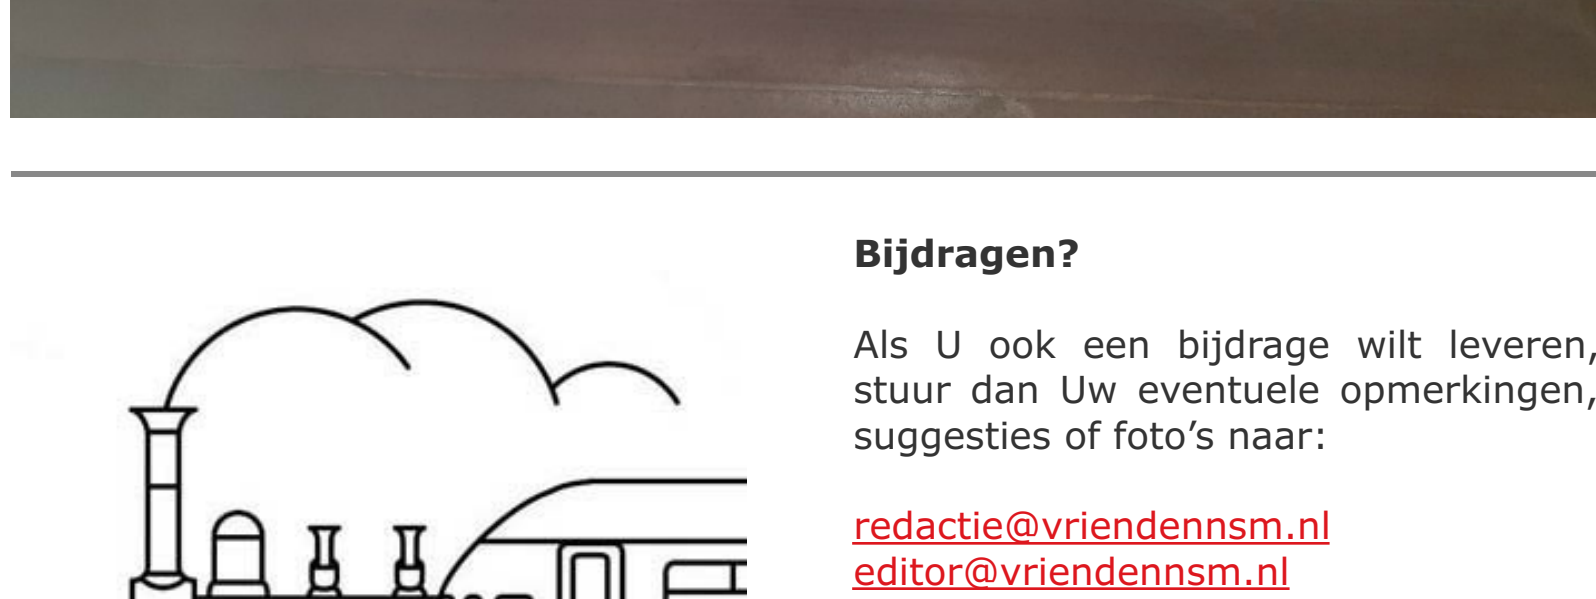 Bijdragen?
Als U ook een bijdrage wilt leveren,
stuur dan Uw eventuele opmerkingen,
suggesties of foto’s naar:
redactie@vriendennsm.nl
editor@vriendennsm.nl